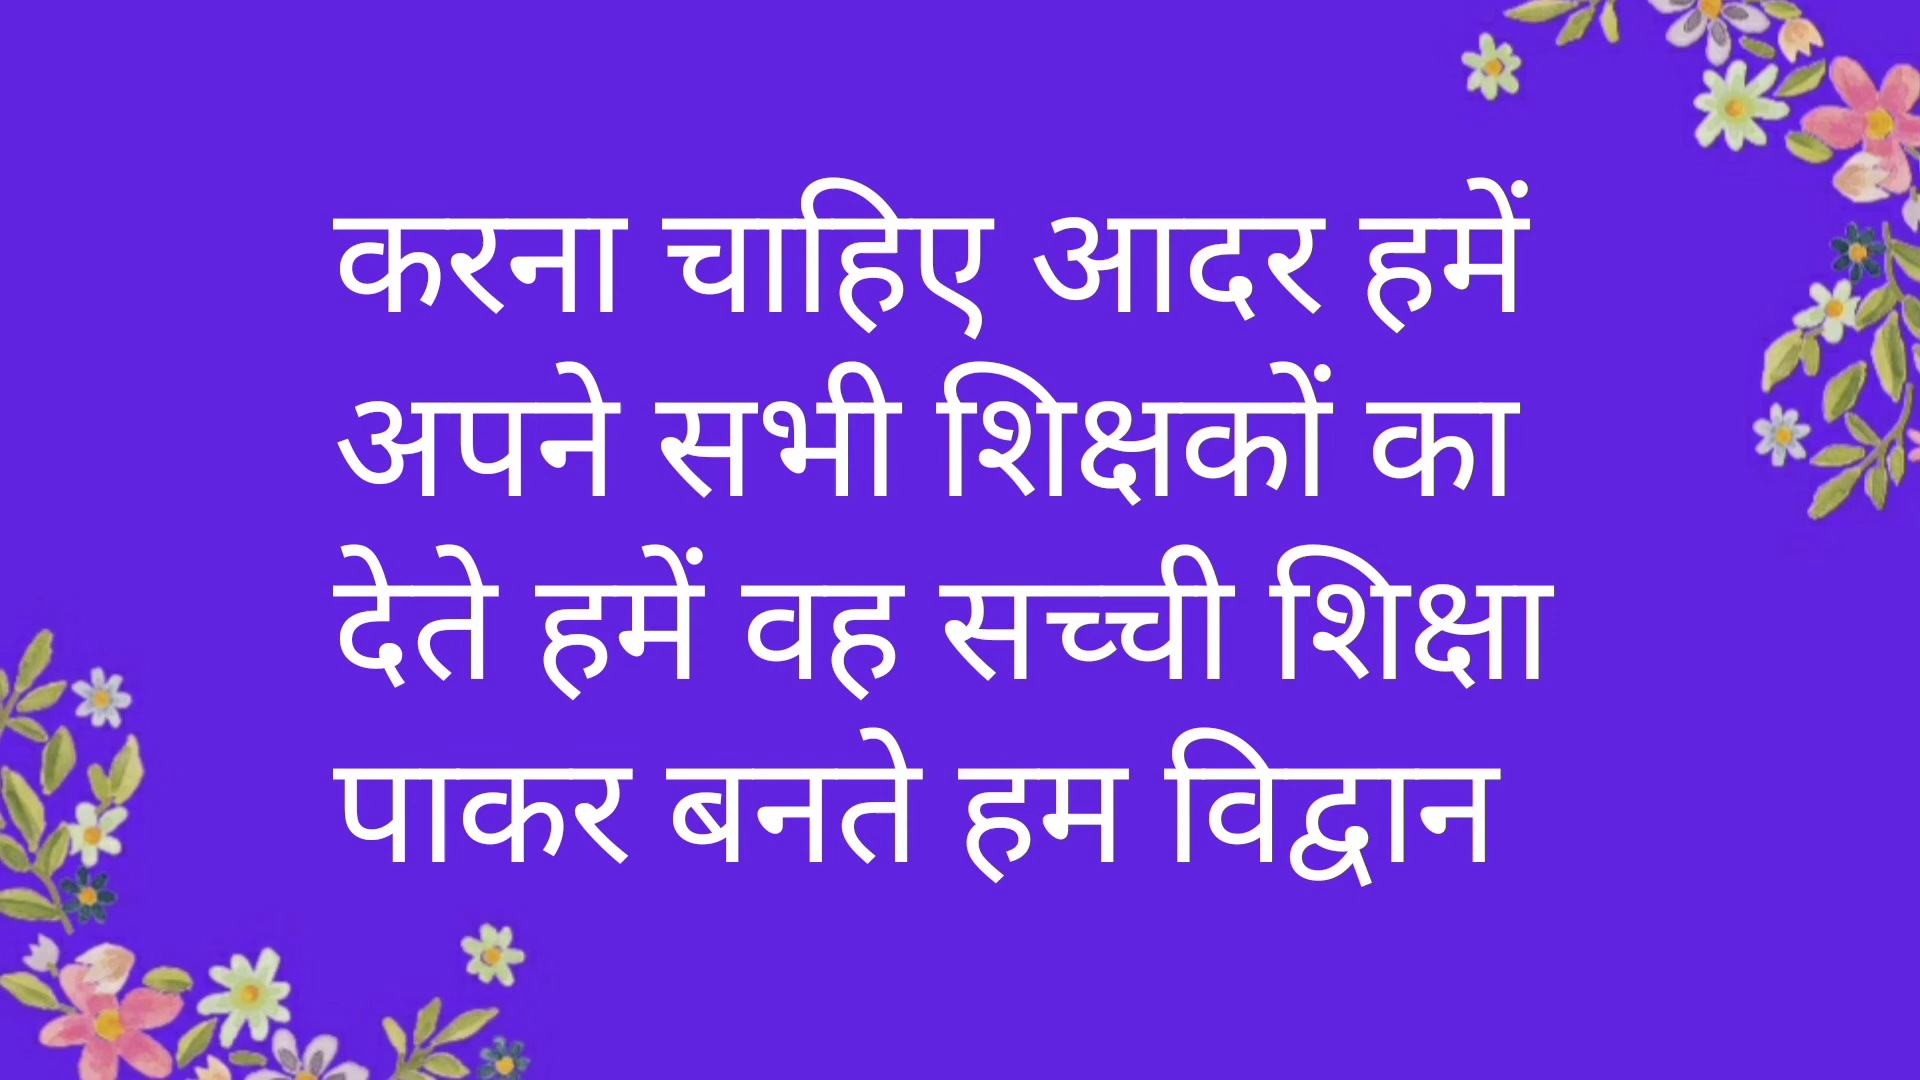 करना चाहिए आदर हमें
अपने सभी शिक्षकों का
देते हमें वह सच्ची शिक्षा
पाकर बनते हम विद्वान